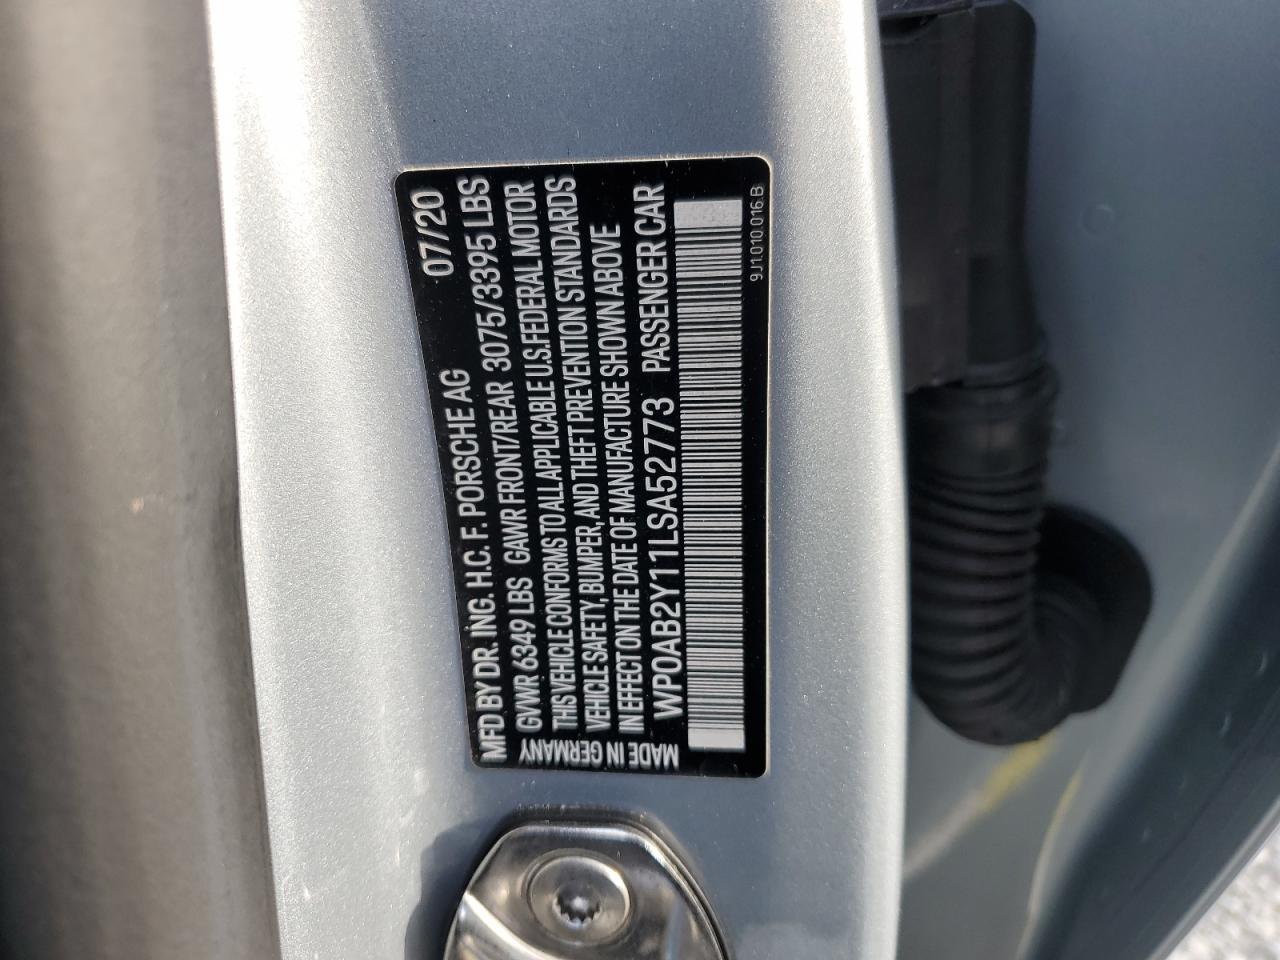 MFD BY DR. ING. H.C. F. PORSCHE AG 07/20
GVWR 6349 LBS GAWR FRONT/REAR 3075/3395 LBS
THIS VEHICLE CONFORMS TO ALL APPLICABLE U.S. FEDERAL MOTOR
VEHICLE SAFETY, BUMPER, AND THEFT PREVENTION STANDARDS
IN EFFECT ON THE DATE OF MANUFACTURE SHOWN ABOVE
WP0AB2Y11LSA52773 PASSENGER CAR
MADE IN GERMANY
9J1.010.016.B